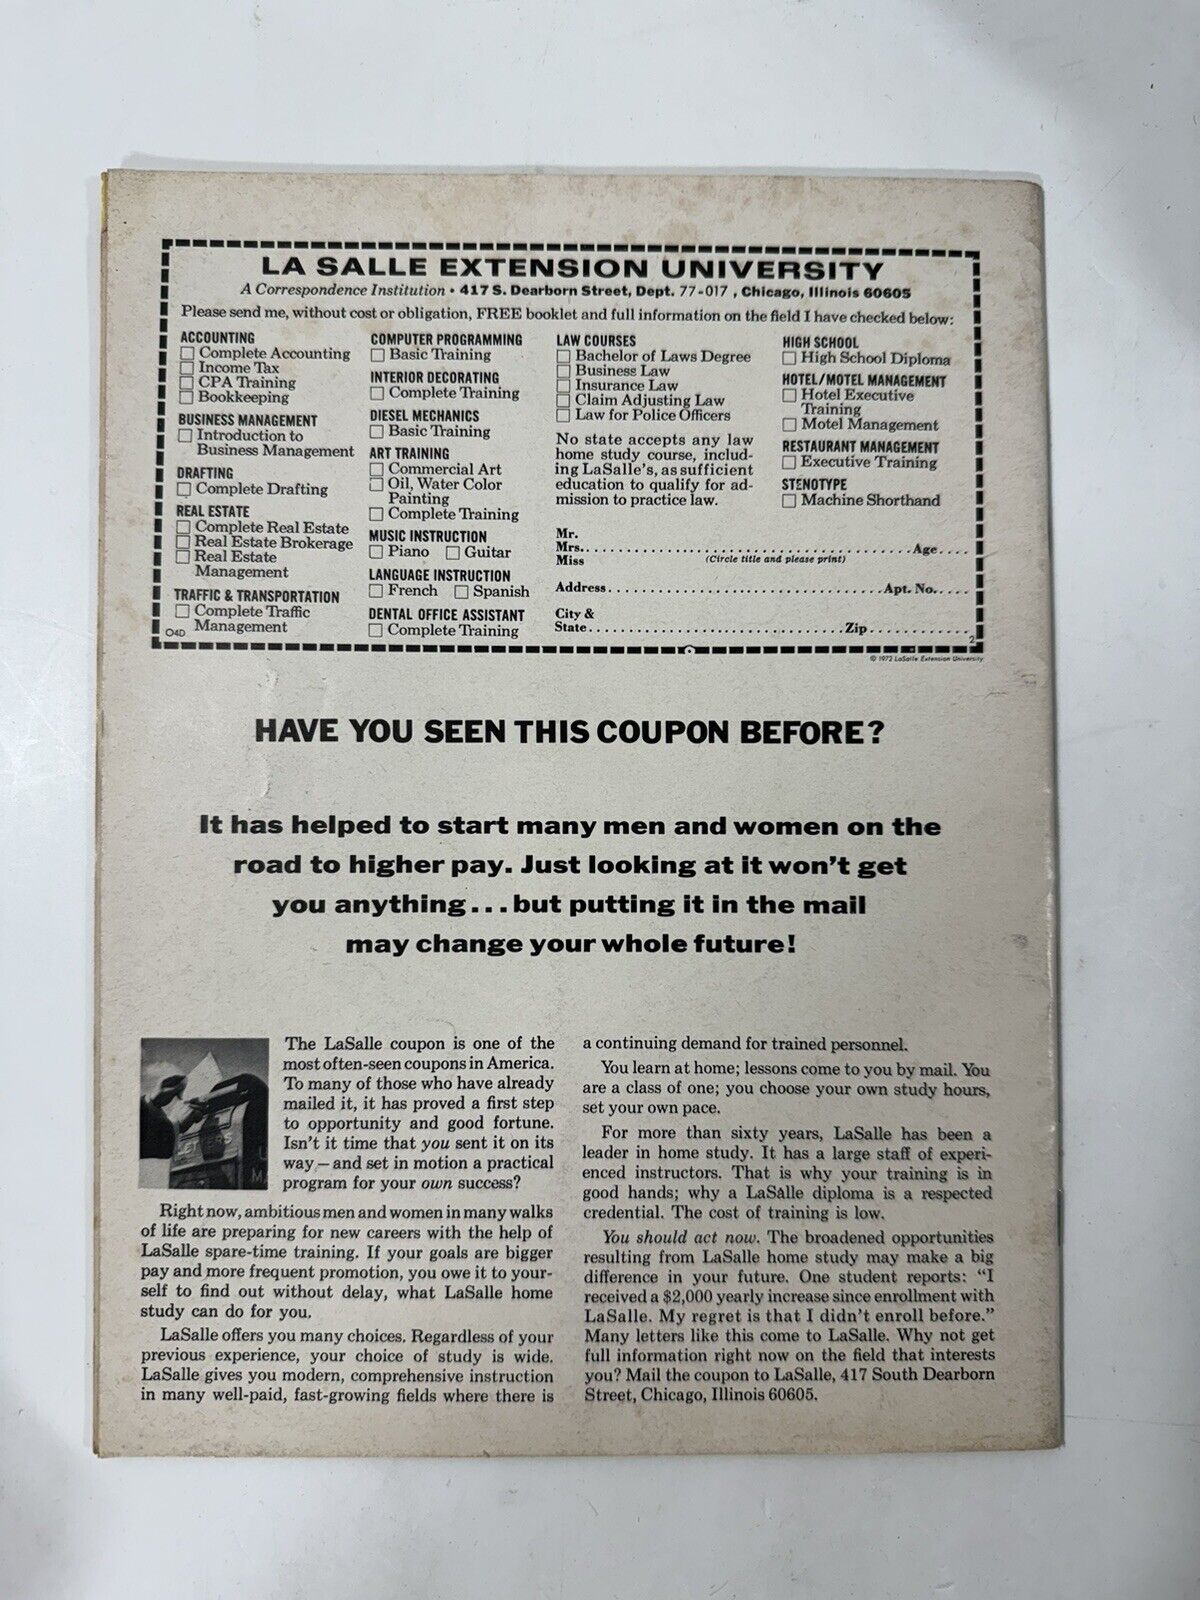 LA SALLE EXTENSION UNIVERSITY
A Correspondence Institution • 417 S. Dearborn Street, Dept. 77-017, Chicago, Illinois 60605
Please send me, without cost or obligation, FREE booklet and full information on the field I have checked below:
ACCOUNTING
Complete Accounting
Income Tax
CPA Training
Bookkeeping
BUSINESS MANAGEMENT
Introduction to
Business Management
DRAFTING
Complete Drafting
REAL ESTATE
Complete Real Estate
Real Estate Brokerage
Real Estate
Management
TRAFFIC & TRANSPORTATION
Complete Traffic
Management
O4D
COMPUTER PROGRAMMING
Basic Training
INTERIOR DECORATING
Complete Training
DIESEL MECHANICS
Basic Training
ART TRAINING
Commercial Art
Oil, Water Color
Painting
Complete Training
MUSIC INSTRUCTION
Piano Guitar
LANGUAGE INSTRUCTION
French Spanish
DENTAL OFFICE ASSISTANT
Complete Training
LAW COURSES
Bachelor of Laws Degree
Business Law
Insurance Law
Claim Adjusting Law
Law for Police Officers
No state accepts any law
home study course, includ-
ing LaSalle's, as sufficient
education to qualify for ad-
mission to practice law.
HIGH SCHOOL
High School Diploma
HOTEL/MOTEL MANAGEMENT
Hotel Executive
Training
Motel Management
RESTAURANT MANAGEMENT
Executive Training
STENOTYPE
Machine Shorthand
Mr.
Mrs. Age
Miss (Circle title and please print)
Address Apt. No.
City &
State Zip
2
© 1972 LaSalle Extension University
HAVE YOU SEEN THIS COUPON BEFORE?
It has helped to start many men and women on the
road to higher pay. Just looking at it won't get
you anything...but putting it in the mail
may change your whole future!
The LaSalle coupon is one of the
most often-seen coupons in America.
To many of those who have already
mailed it, it has proved a first step
to opportunity and good fortune.
Isn't it time that you sent it on its
way—and set in motion a practical
program for your own success?
Right now, ambitious men and women in many walks
of life are preparing for new careers with the help of
LaSalle spare-time training. If your goals are bigger
pay and more frequent promotion, you owe it to your-
self to find out without delay, what LaSalle home
study can do for you.
LaSalle offers you many choices. Regardless of your
previous experience, your choice of study is wide.
LaSalle gives you modern, comprehensive instruction
in many well-paid, fast-growing fields where there is
a continuing demand for trained personnel.
You learn at home; lessons come to you by mail. You
are a class of one; you choose your own study hours,
set your own pace.
For more than sixty years, LaSalle has been a
leader in home study. It has a large staff of experi-
enced instructors. That is why your training is in
good hands; why a LaSalle diploma is a respected
credential. The cost of training is low.
You should act now. The broadened opportunities
resulting from LaSalle home study may make a big
difference in your future. One student reports: "I
received a $2,000 yearly increase since enrollment with
LaSalle. My regret is that I didn't enroll before."
Many letters like this come to LaSalle. Why not get
full information right now on the field that interests
you? Mail the coupon to LaSalle, 417 South Dearborn
Street, Chicago, Illinois 60605.